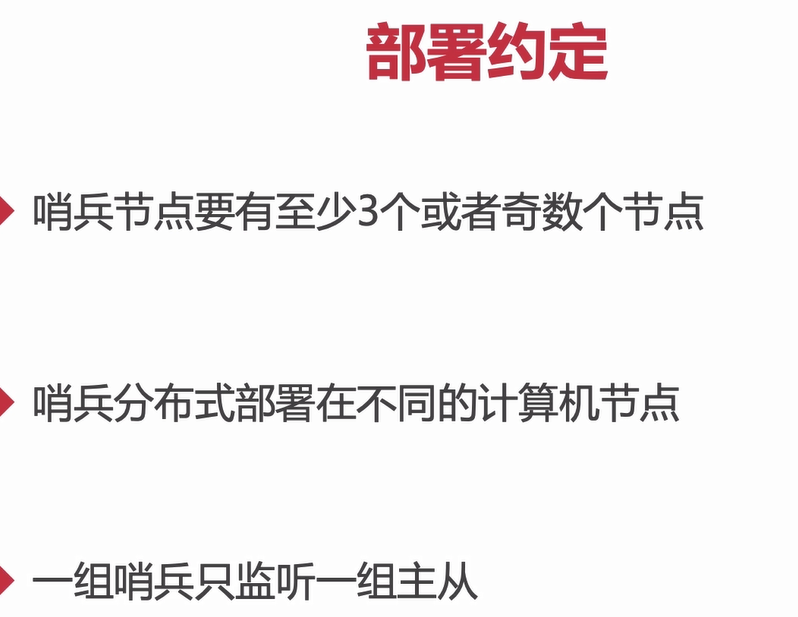 部署约定
哨兵节点要有至少3个或者奇数个节点
哨兵分布式部署在不同的计算机节点
一组哨兵只监听一组主从